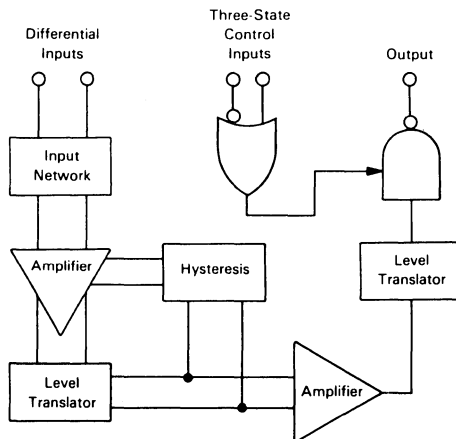 Three-State
Control
Inputs
Differential
Inputs
Output
Input
Network
Amplifier
Hysteresis
Level
Translator
Level
Translator
Amplifier